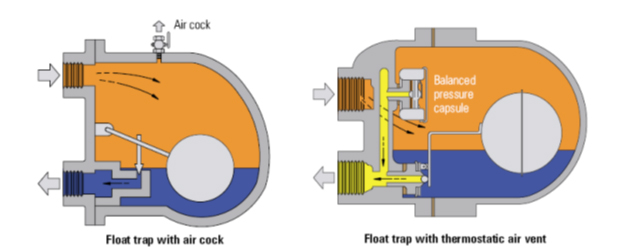 Air cock
Balanced
pressure
capsule
Float trap with air cock
Float trap with thermostatic air vent